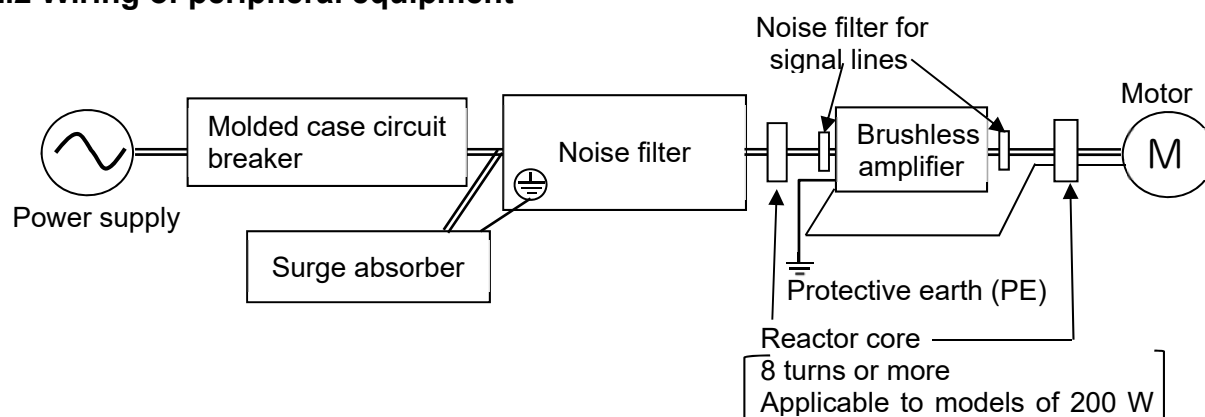 Wiring of peripheral equipment
Noise filter for
signal lines
Motor
Molded case circuit
breaker
Noise filter
Brushless
amplifier
M
Power supply
Surge absorber
Protective earth (PE)
Reactor core
8 turns or more
Applicable to models of 200 W